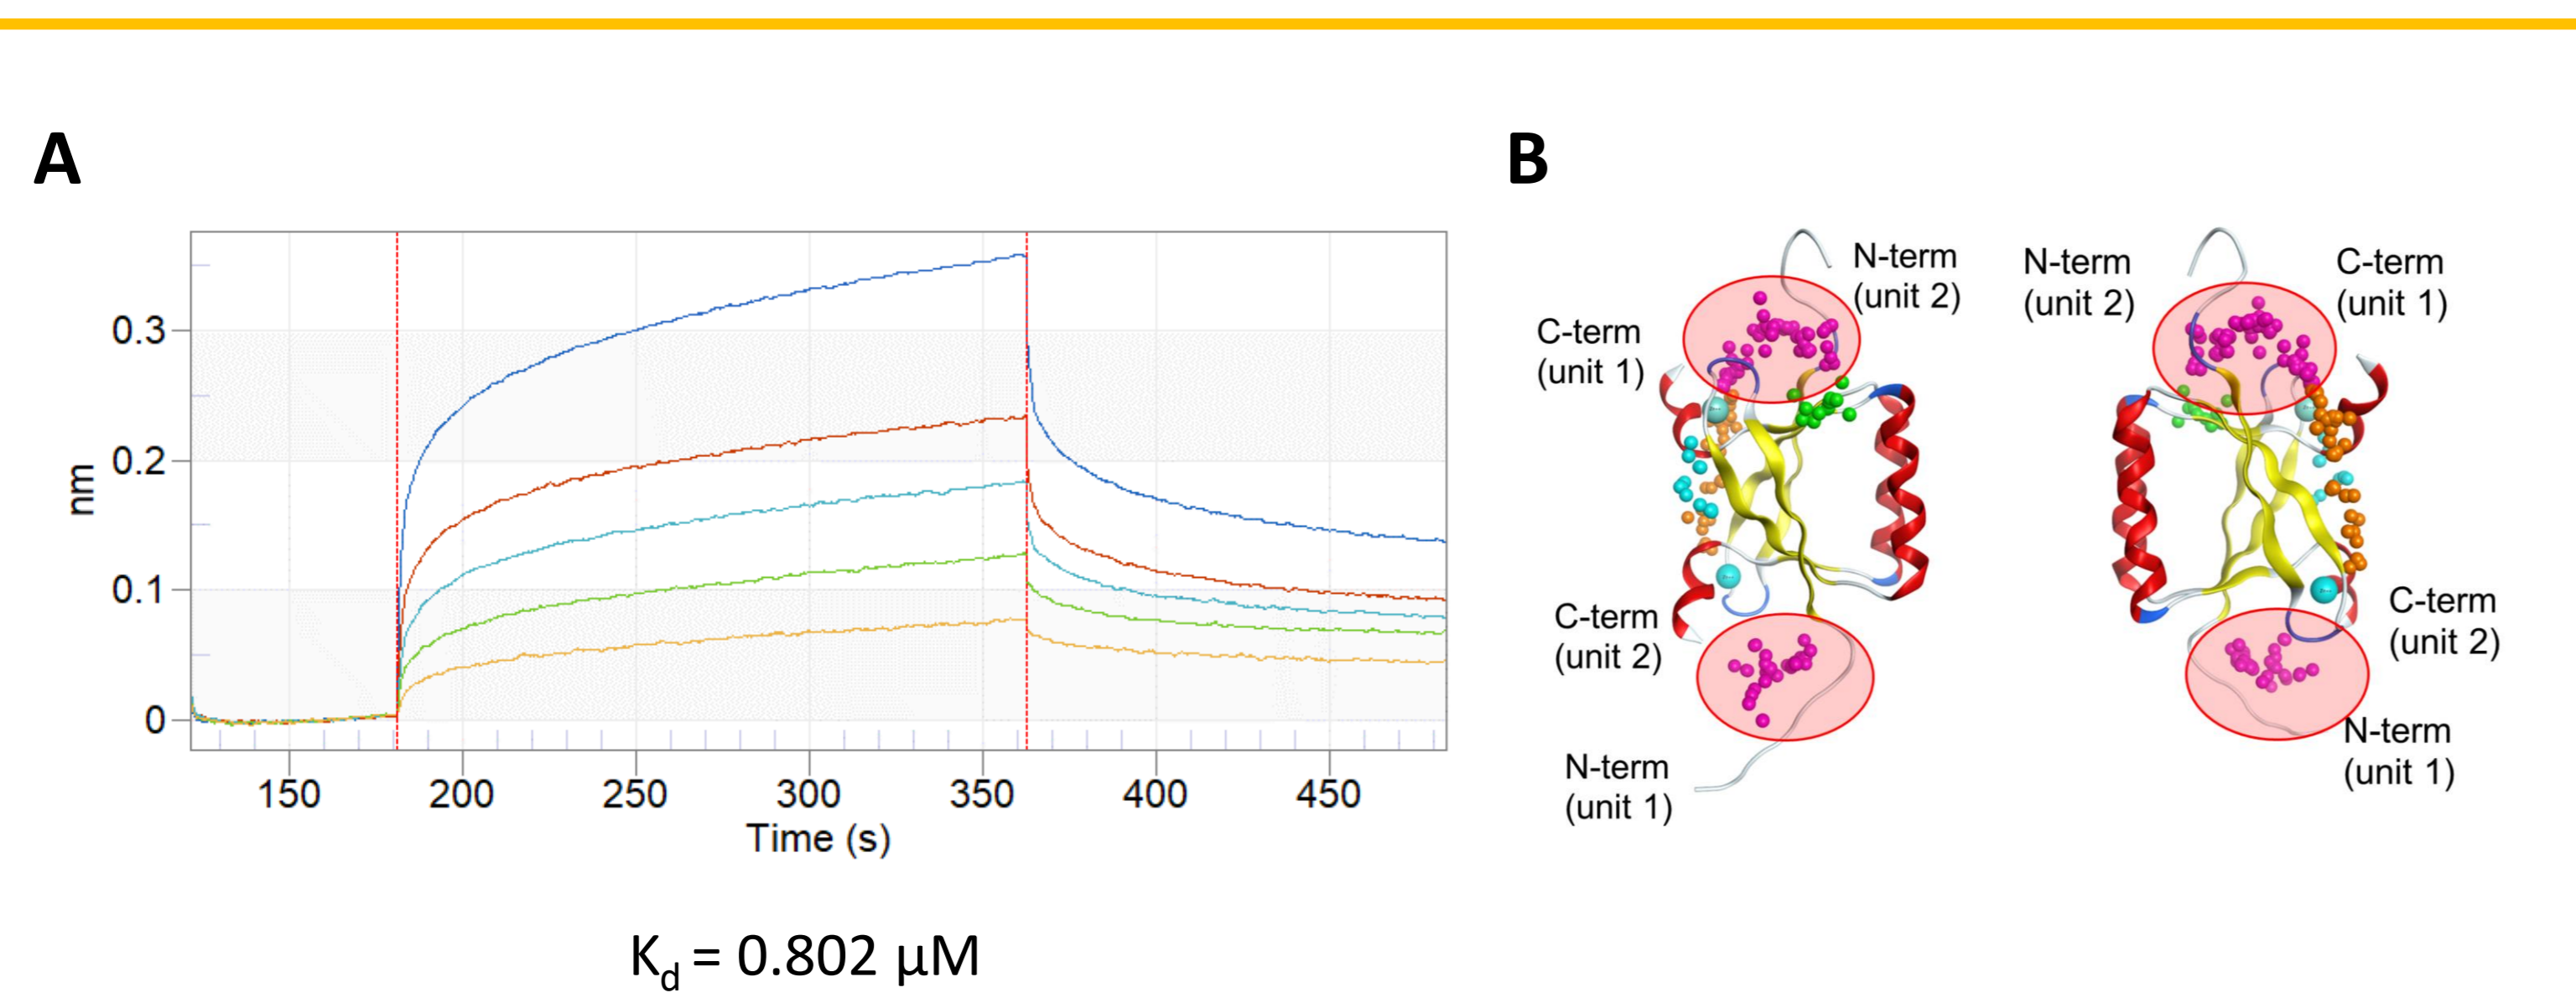 A
B
nm
0.3
0.2
0.1
0
150
200
250
300
350
400
450
Time (s)
Kd = 0.802 μM
N-term
(unit 2)
C-term
(unit 1)
C-term
(unit 2)
N-term
(unit 1)
N-term
(unit 2)
C-term
(unit 1)
C-term
(unit 2)
N-term
(unit 1)